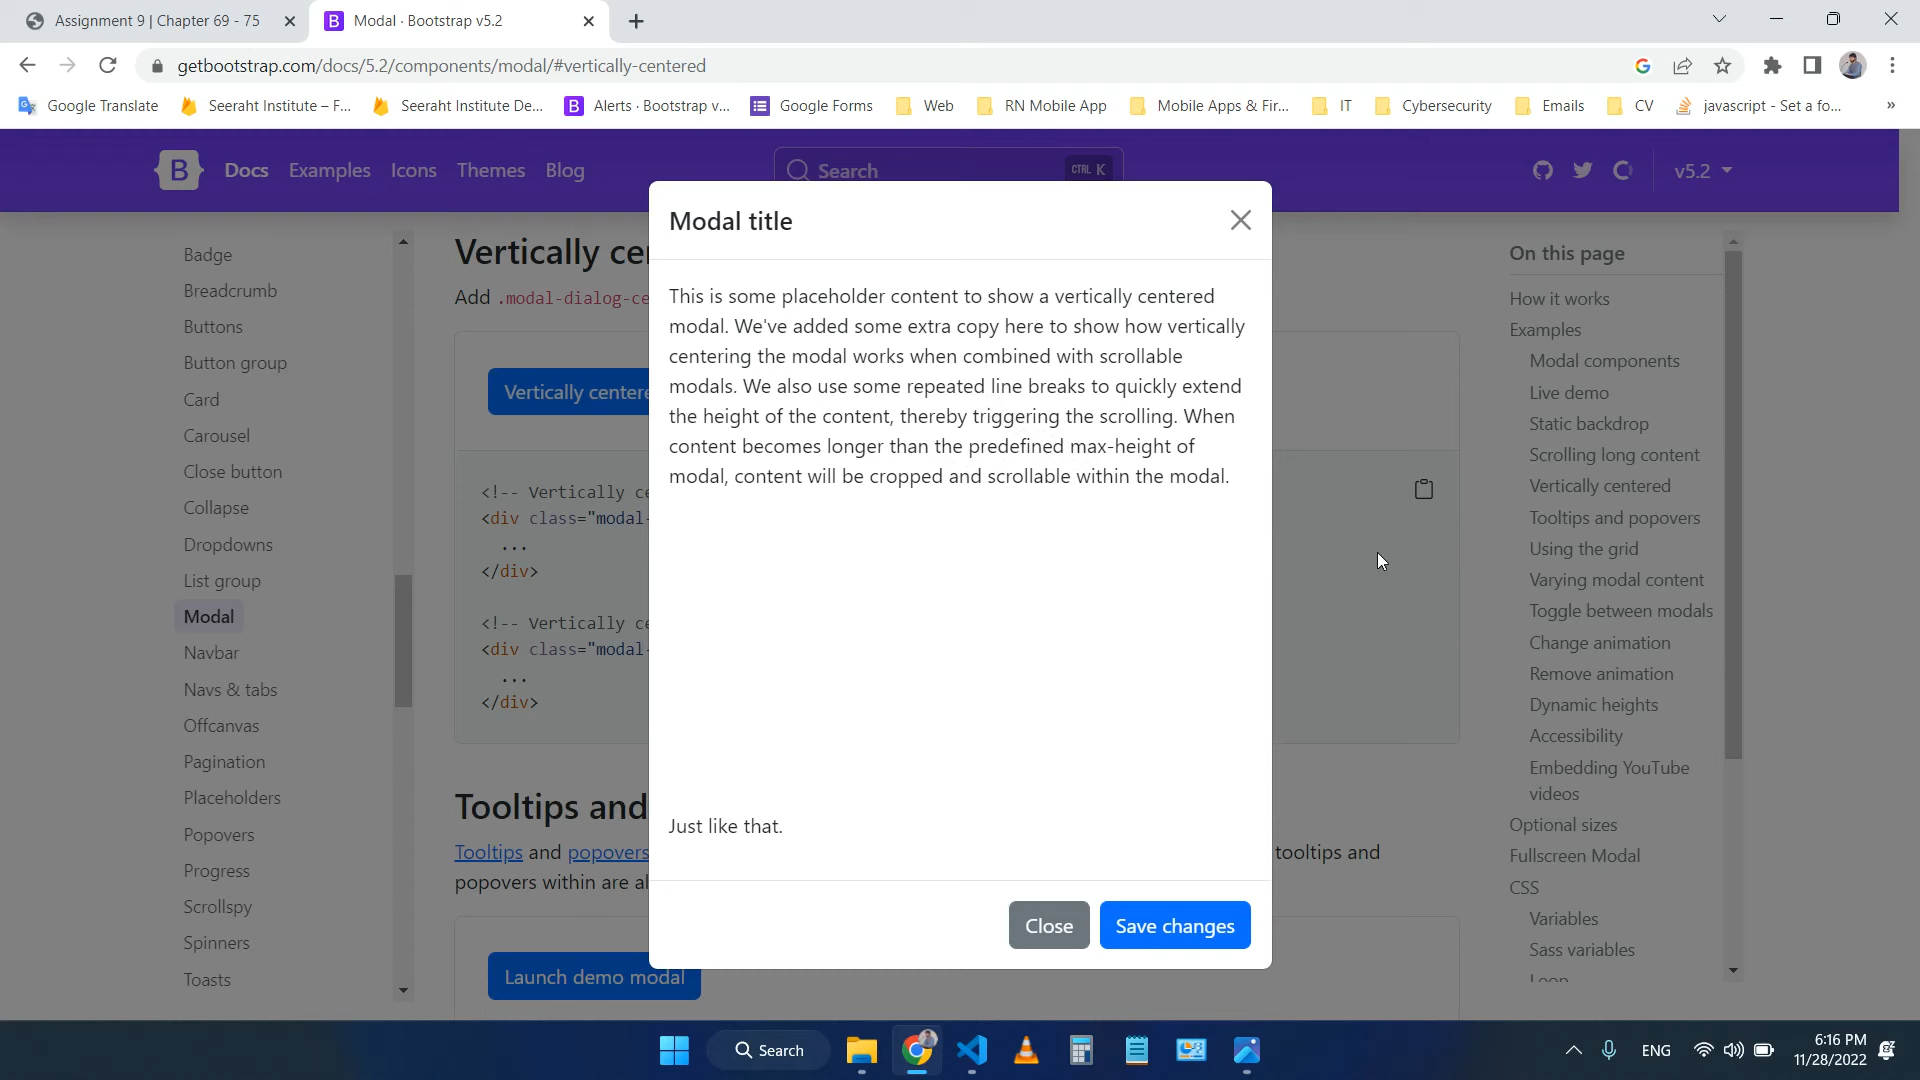 Assignment 9 | Chapter 69 - 75
Modal · Bootstrap v5.2
getbootstrap.com/docs/5.2/components/modal/#vertically-centered
Google Translate
Seeraht Institute – F...
Seeraht Institute De...
Alerts · Bootstrap v...
Google Forms
Web
RN Mobile App
Mobile Apps & Fir...
IT
Cybersecurity
Emails
CV
javascript - Set a fo...
»
B
Docs
Examples
Icons
Themes
Blog
Search
CTRL K
v5.2
Badge
Breadcrumb
Buttons
Button group
Card
Carousel
Close button
Collapse
Dropdowns
List group
Modal
Navbar
Navs & tabs
Offcanvas
Pagination
Placeholders
Popovers
Progress
Scrollspy
Spinners
Toasts
Vertically ce
Add .modal-dialog-ce
Vertically centere
<!-- Vertically ce
<div class="modal-
...
</div>
<!-- Vertically ce
<div class="modal-
...
</div>
Tooltips and
Tooltips and popovers
tooltips and
popovers within are al
Launch demo modal
Modal title
This is some placeholder content to show a vertically centered
modal. We've added some extra copy here to show how vertically
centering the modal works when combined with scrollable
modals. We also use some repeated line breaks to quickly extend
the height of the content, thereby triggering the scrolling. When
content becomes longer than the predefined max-height of
modal, content will be cropped and scrollable within the modal.
Just like that.
Close
Save changes
On this page
How it works
Examples
Modal components
Live demo
Static backdrop
Scrolling long content
Vertically centered
Tooltips and popovers
Using the grid
Varying modal content
Toggle between modals
Change animation
Remove animation
Dynamic heights
Accessibility
Embedding YouTube
videos
Optional sizes
Fullscreen Modal
CSS
Variables
Sass variables
Loop
Search
ENG
6:16 PM
11/28/2022